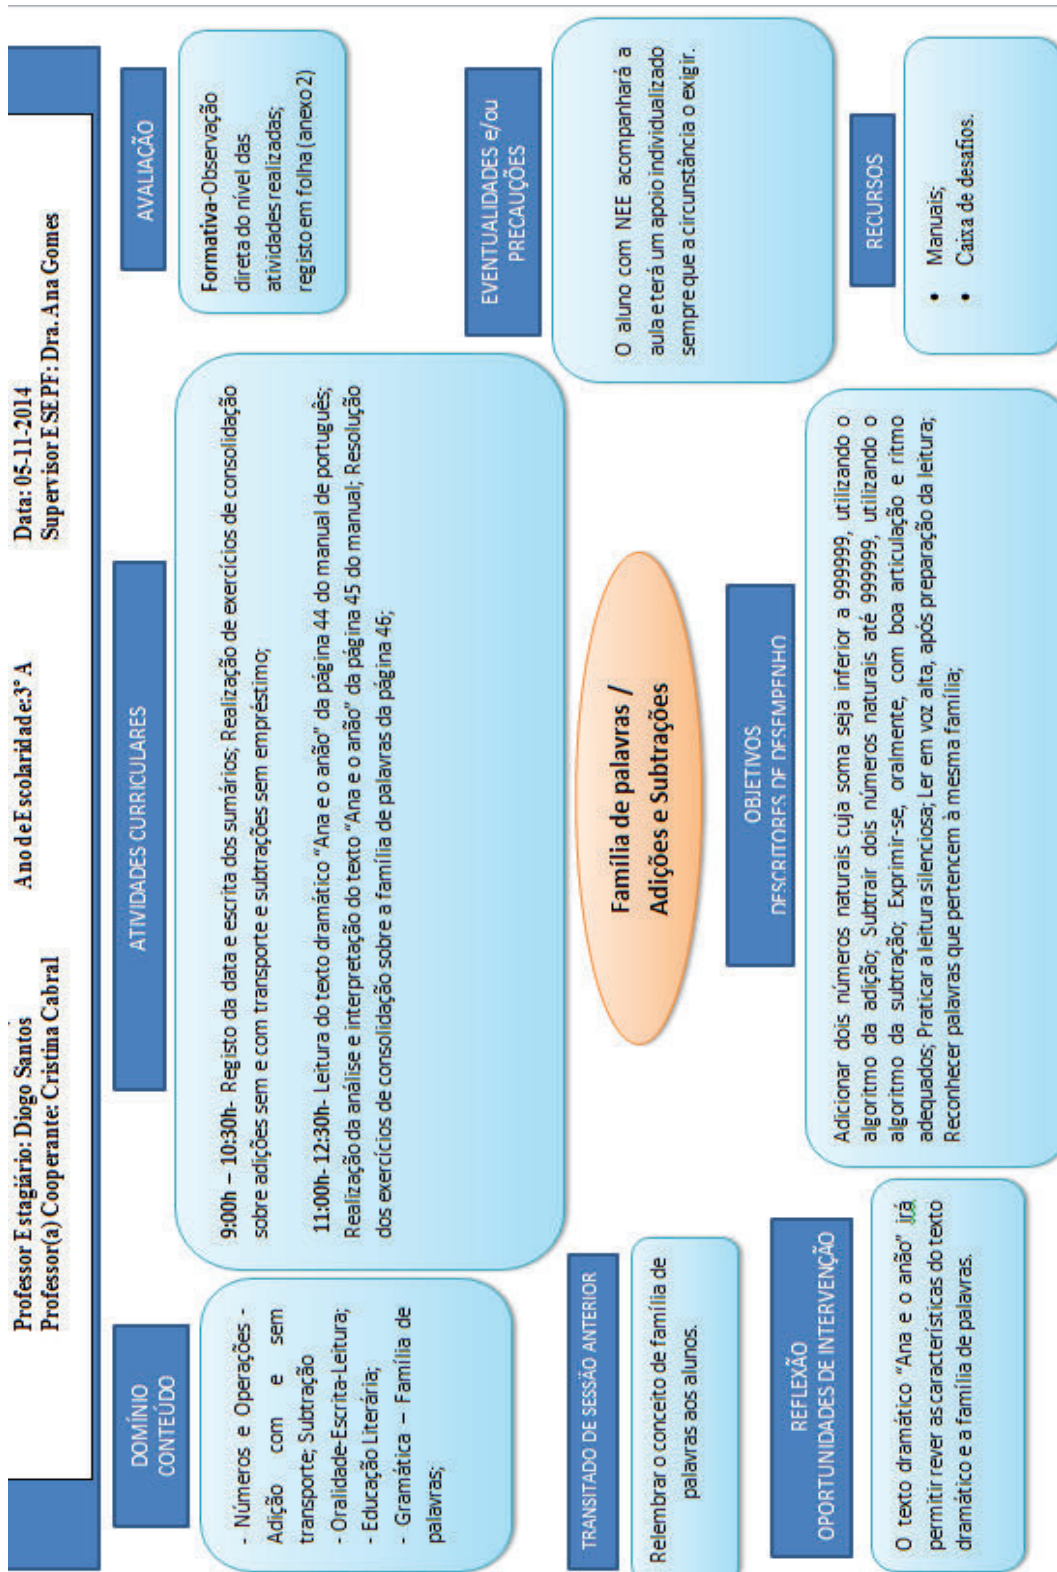 Professor Estagiário: Diogo Santos
Ano de Escolaridade:3º A
Data: 05-11-2014
Professor(a) Cooperante: Cristina Cabral
Supervisor ESEPF: Dra. Ana Gomes
DOMÍNIO
CONTEÚDO
- Números e Operações -
Adição com e sem
transporte; Subtração
- Oralidade-Escrita-Leitura;
- Educação Literária;
- Gramática – Família de
palavras;
ATIVIDADES CURRICULARES
9:00h – 10:30h- Registo da data e escrita dos sumários; Realização de exercícios de consolidação
sobre adições sem e com transporte e subtrações sem empréstimo;
11:00h- 12:30h- Leitura do texto dramático “Ana e o anão” da página 44 do manual de português;
Realização da análise e interpretação do texto “Ana e o anão” da página 45 do manual; Resolução
dos exercícios de consolidação sobre a família de palavras da página 46;
AVALIAÇÃO
Formativa-Observação
direta do nível das
atividades realizadas;
registo em folha (anexo 2)
TRANSITADO DE SESSÃO ANTERIOR
Relembrar o conceito de família de
palavras aos alunos.
Família de palavras /
Adições e Subtrações
EVENTUALIDADES e/ou
PRECAUÇÕES
O aluno com NEE acompanhará a
aula e terá um apoio individualizado
sempre que a circunstância o exigir.
REFLEXÃO
OPORTUNIDADES DE INTERVENÇÃO
O texto dramático “Ana e o anão” irá
permitir rever as características do texto
dramático e a família de palavras.
OBJETIVOS
DESCRITORES DE DESEMPENHO
Adicionar dois números naturais cuja soma seja inferior a 999999, utilizando o
algoritmo da adição; Subtrair dois números naturais até 999999, utilizando o
algoritmo da subtração; Exprimir-se, oralmente, com boa articulação e ritmo
adequados; Praticar a leitura silenciosa; Ler em voz alta, após preparação da leitura;
Reconhecer palavras que pertencem à mesma família;
RECURSOS
• Manuais;
• Caixa de desafios.